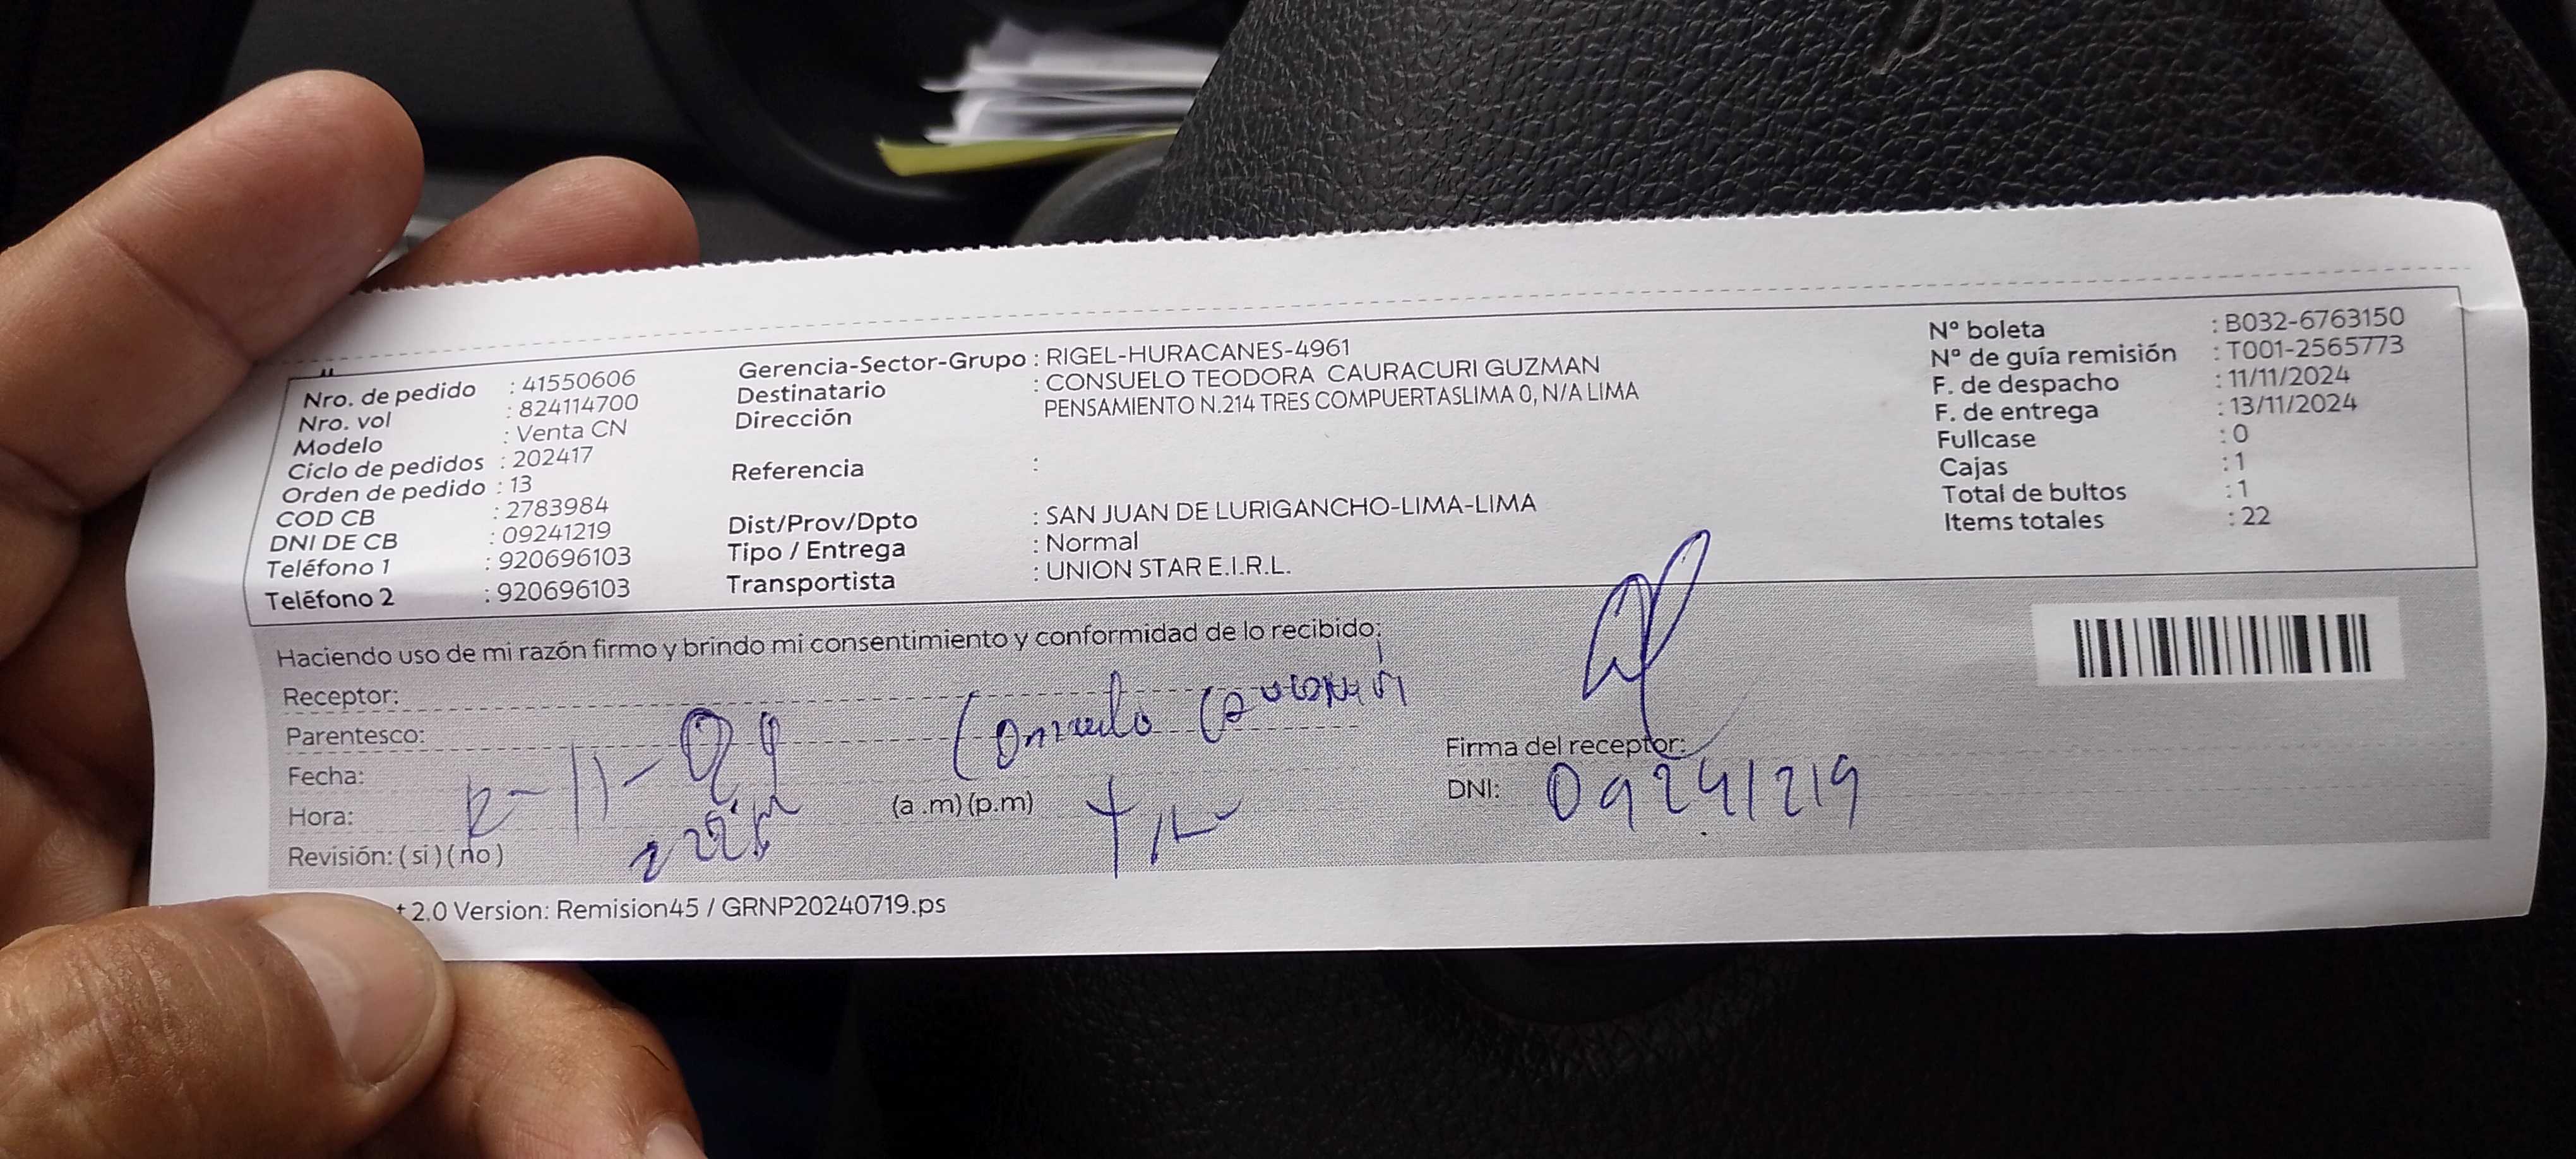 Nro. de pedido : 41550606
Nro. vol : 824114700
Modelo : Venta CN
Ciclo de pedidos : 202417
Orden de pedido : 13
COD CB : 2783984
DNI DE CB : 09241219
Teléfono 1 : 920696103
Teléfono 2 : 920696103
Gerencia-Sector-Grupo : RIGEL-HURACANES-4961
Destinatario : CONSUELO TEODORA CAURACURI GUZMAN
Dirección PENSAMIENTO N.214 TRES COMPUERTASLIMA 0, N/A LIMA
Referencia :
Dist/Prov/Dpto : SAN JUAN DE LURIGANCHO-LIMA-LIMA
Tipo / Entrega : Normal
Transportista : UNION STAR E.I.R.L.
Nº boleta : B032-6763150
Nº de guía remisión : T001-2565773
F. de despacho : 11/11/2024
F. de entrega : 13/11/2024
Fullcase : 0
Cajas : 1
Total de bultos : 1
Items totales : 22
Haciendo uso de mi razón firmo y brindo mi consentimiento y conformidad de lo recibido:
Receptor: Consuelo
Parentesco:
Fecha:
Hora: (a .m) (p.m)
Revisión: ( si ) ( no )
Firma del receptor:
DNI: 09241219
t 2.0 Version: Remision45 / GRNP20240719.ps